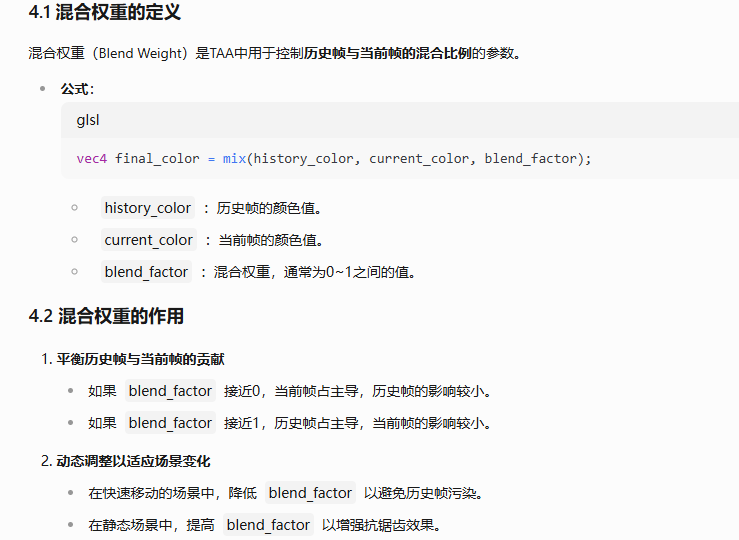 4.1 混合权重的定义
混合权重（Blend Weight）是TAA中用于控制历史帧与当前帧的混合比例的参数。
公式：
glsl
vec4 final_color = mix(history_color, current_color, blend_factor);
history_color ：历史帧的颜色值。
current_color ：当前帧的颜色值。
blend_factor ：混合权重，通常为0~1之间的值。
4.2 混合权重的作用
1. 平衡历史帧与当前帧的贡献
如果 blend_factor 接近0，当前帧占主导，历史帧的影响较小。
如果 blend_factor 接近1，历史帧占主导，当前帧的影响较小。
2. 动态调整以适应场景变化
在快速移动的场景中，降低 blend_factor 以避免历史帧污染。
在静态场景中，提高 blend_factor 以增强抗锯齿效果。